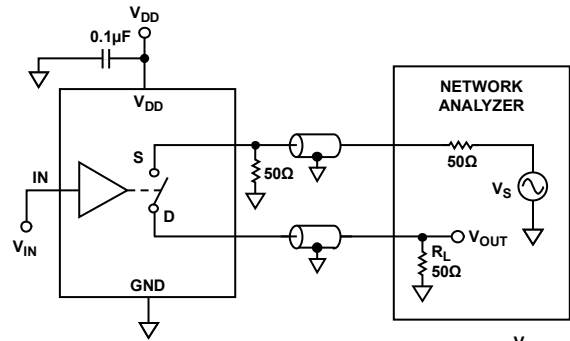 V_DD
0.1µF
V_DD
NETWORK
ANALYZER
S
50Ω
50Ω
IN
V_S
D
V_IN
V_OUT
R_L
50Ω
GND
V